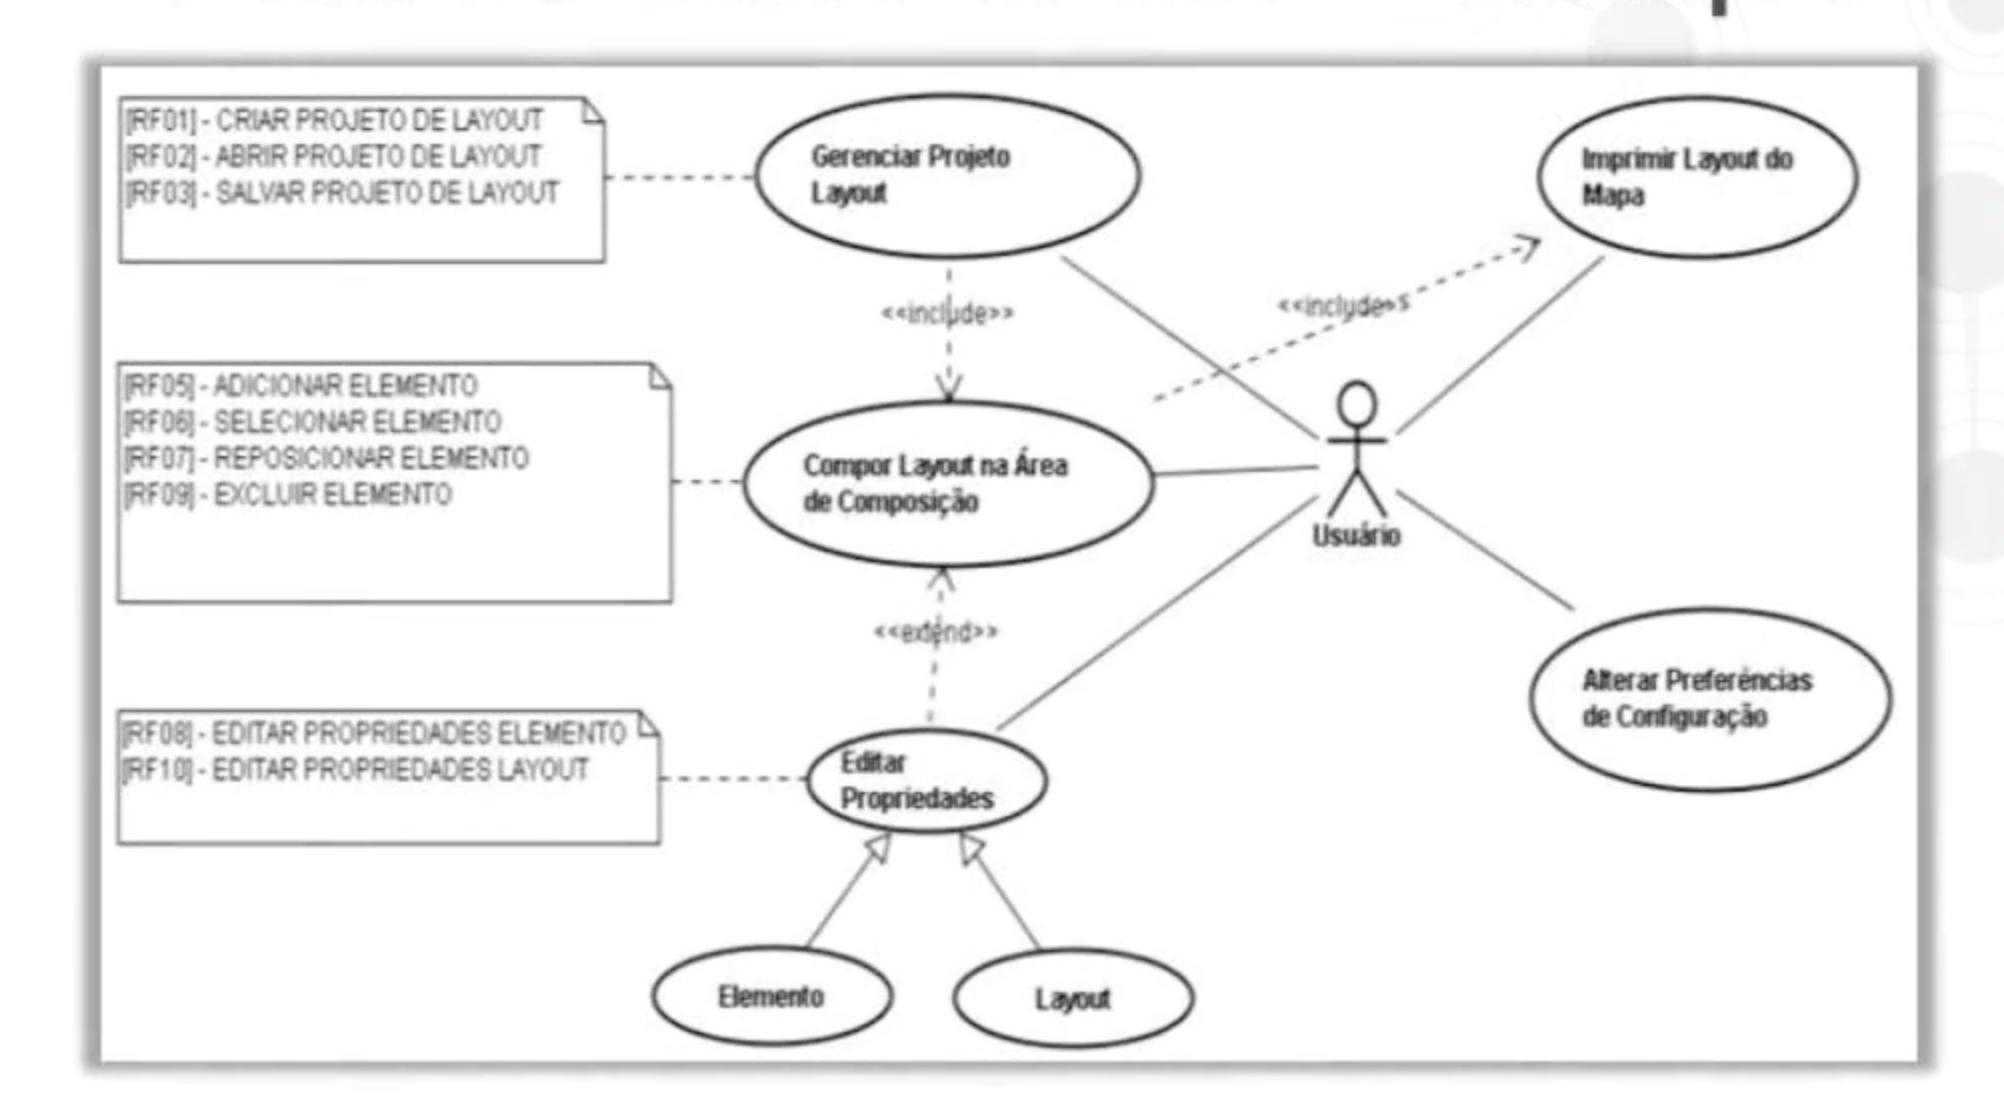 [RF01] - CRIAR PROJETO DE LAYOUT
[RF02] - ABRIR PROJETO DE LAYOUT
[RF03] - SALVAR PROJETO DE LAYOUT
Gerenciar Projeto
Layout
Imprimir Layout do
Mapa
<<include>>
<<include>>
[RF05] - ADICIONAR ELEMENTO
[RF06] - SELECIONAR ELEMENTO
[RF07] - REPOSICIONAR ELEMENTO
[RF09] - EXCLUIR ELEMENTO
Compor Layout na Área
de Composição
Usuário
<<extend>>
Alterar Preferências
de Configuração
[RF08] - EDITAR PROPRIEDADES ELEMENTO
[RF10] - EDITAR PROPRIEDADES LAYOUT
Editar
Propriedades
Elemento
Layout